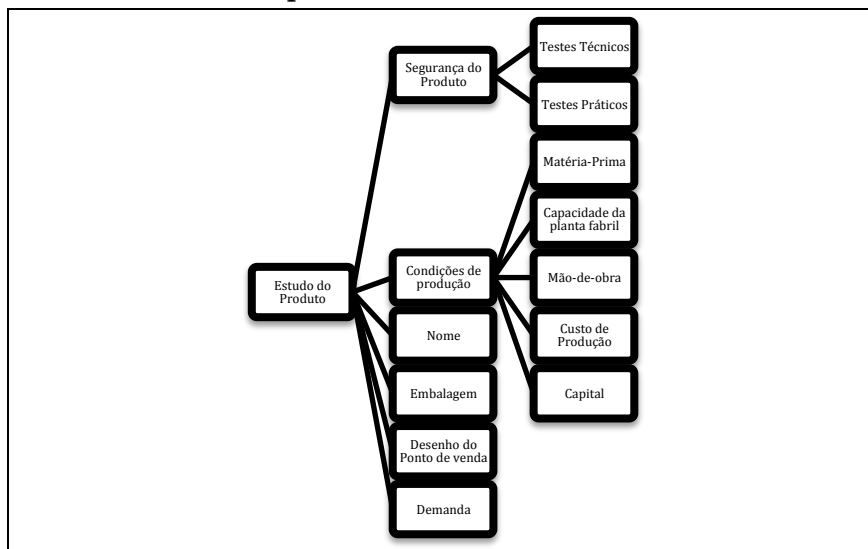 Testes Técnicos
Segurança do
Produto
Testes Práticos
Matéria-Prima
Capacidade da
planta fabril
Estudo do
Produto
Condições de
produção
Mão-de-obra
Nome
Custo de
Produção
Embalagem
Capital
Desenho do
Ponto de venda
Demanda